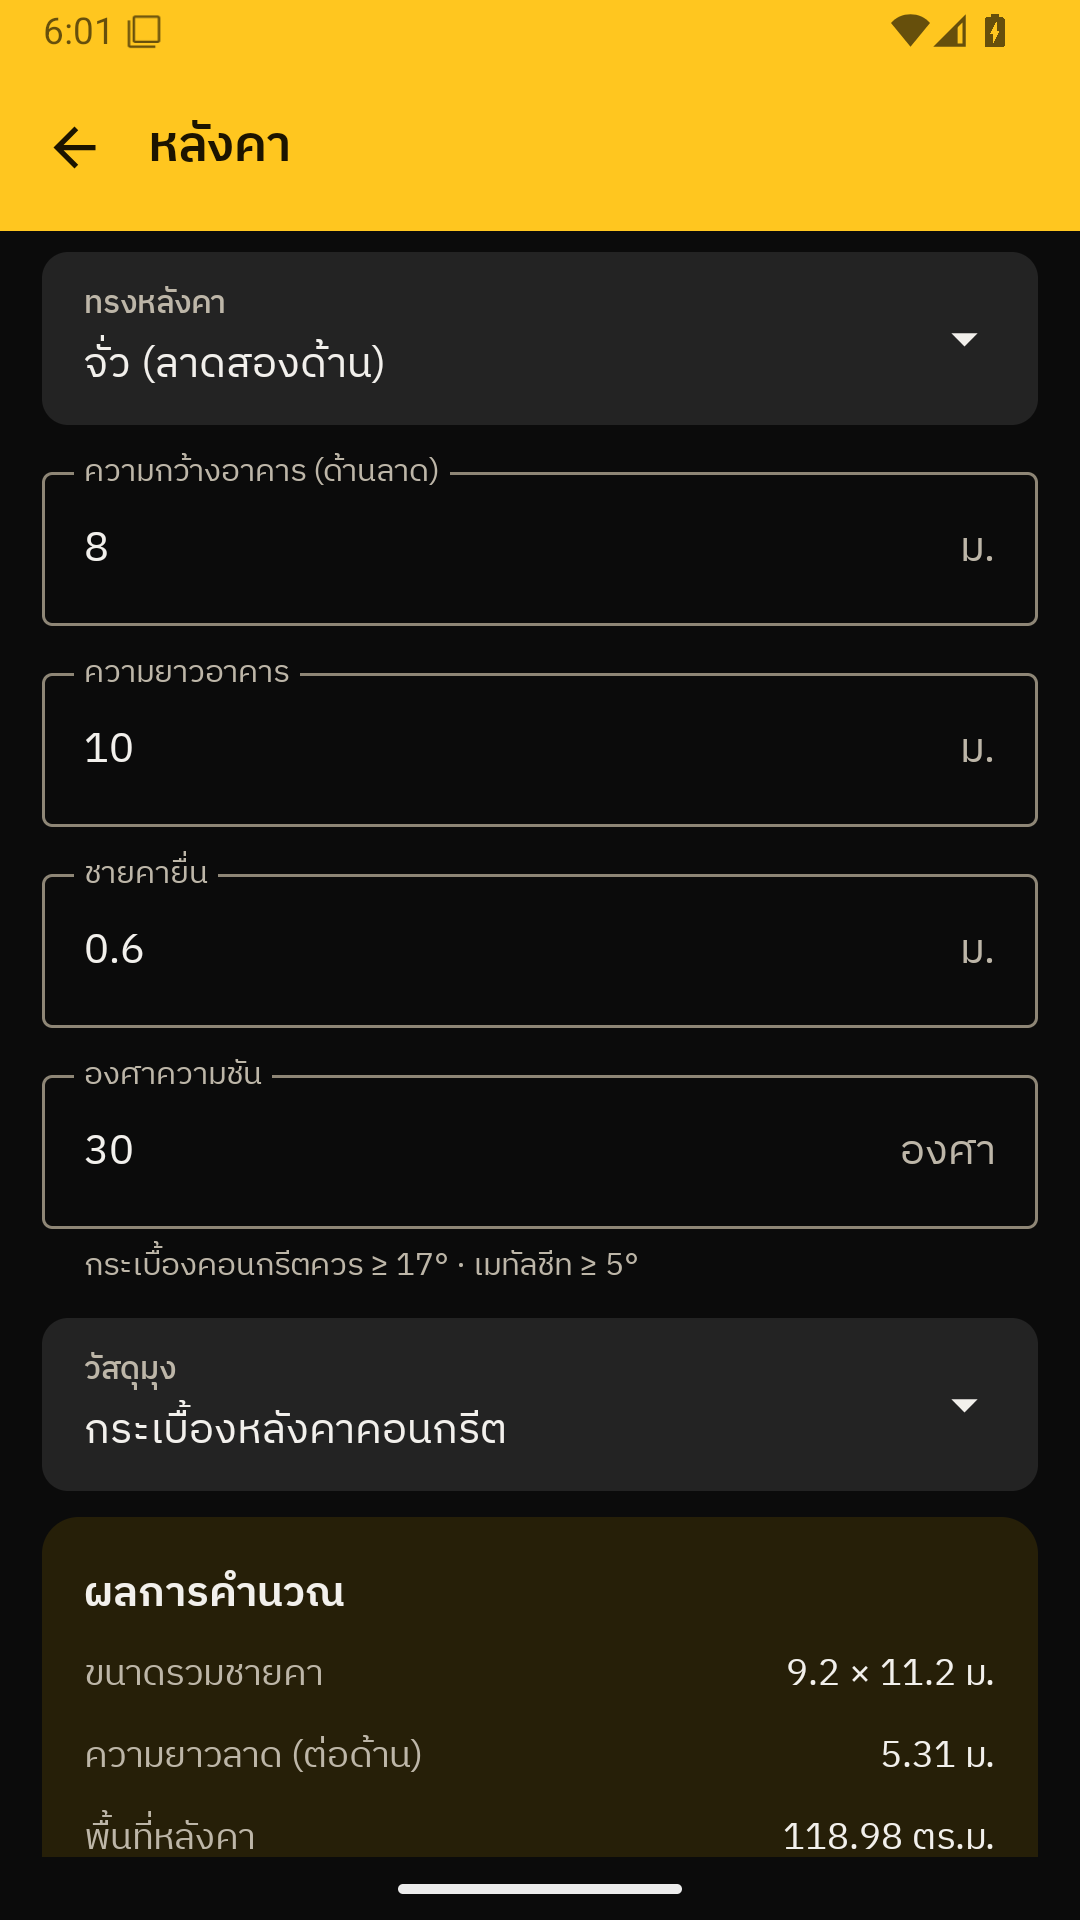 6:01
หลังคา
ทรงหลังคา
จั่ว (ลาดสองด้าน)
ความกว้างอาคาร (ด้านลาด)
8 ม.
ความยาวอาคาร
10 ม.
ชายคายื่น
0.6 ม.
องศาความชัน
30 องศา
กระเบื้องคอนกรีตควร ≥ 17° · เมทัลชีท ≥ 5°
วัสดุมุง
กระเบื้องหลังคาคอนกรีต
ผลการคำนวณ
ขนาดรวมชายคา 9.2 × 11.2 ม.
ความยาวลาด (ต่อด้าน) 5.31 ม.
พื้นที่หลังคา 118.98 ตร.ม.